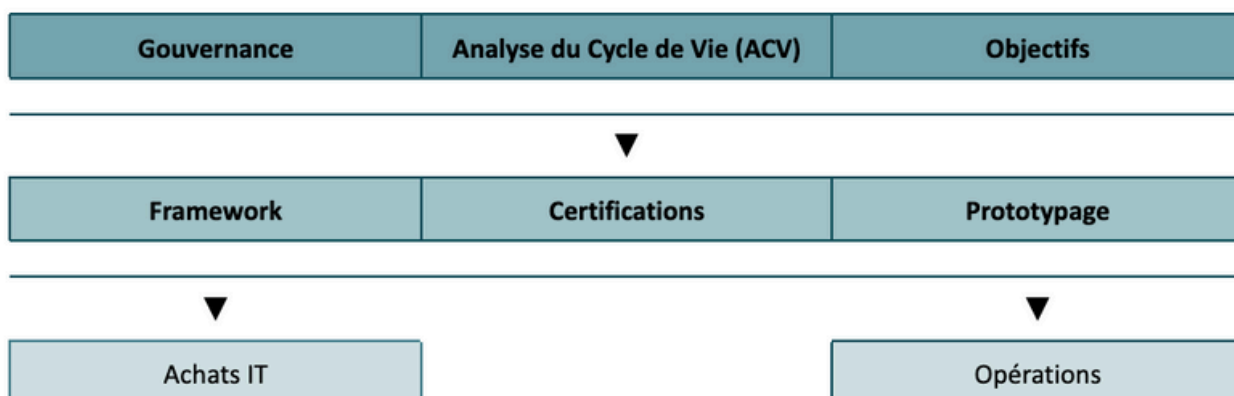 Gouvernance
Analyse du Cycle de Vie (ACV)
Objectifs
Framework
Certifications
Prototypage
Achats IT
Opérations